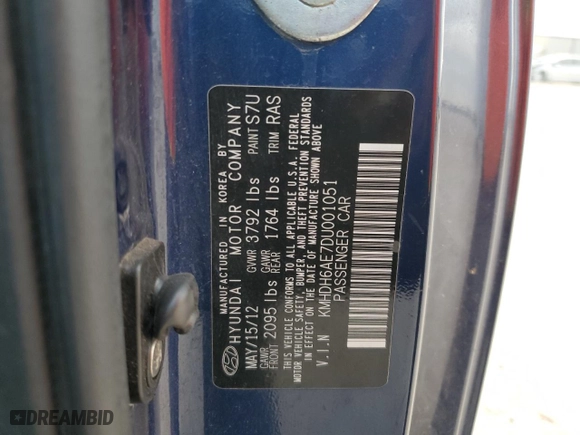 MANUFACTURED IN KOREA BY
HYUNDAI MOTOR COMPANY
MAY/15/12 GVWR 3792 lbs PAINT S7U
GAWR FRONT 2095 lbs GAWR REAR 1764 lbs TRIM RAS
THIS VEHICLE CONFORMS TO ALL APPLICABLE U.S.A. FEDERAL
MOTOR VEHICLE SAFETY, BUMPER, AND THEFT PREVENTION STANDARDS
IN EFFECT ON THE DATE OF MANUFACTURE SHOWN ABOVE
V.I.N KMHDH6AE7DU001051
PASSENGER CAR
DREAMBID